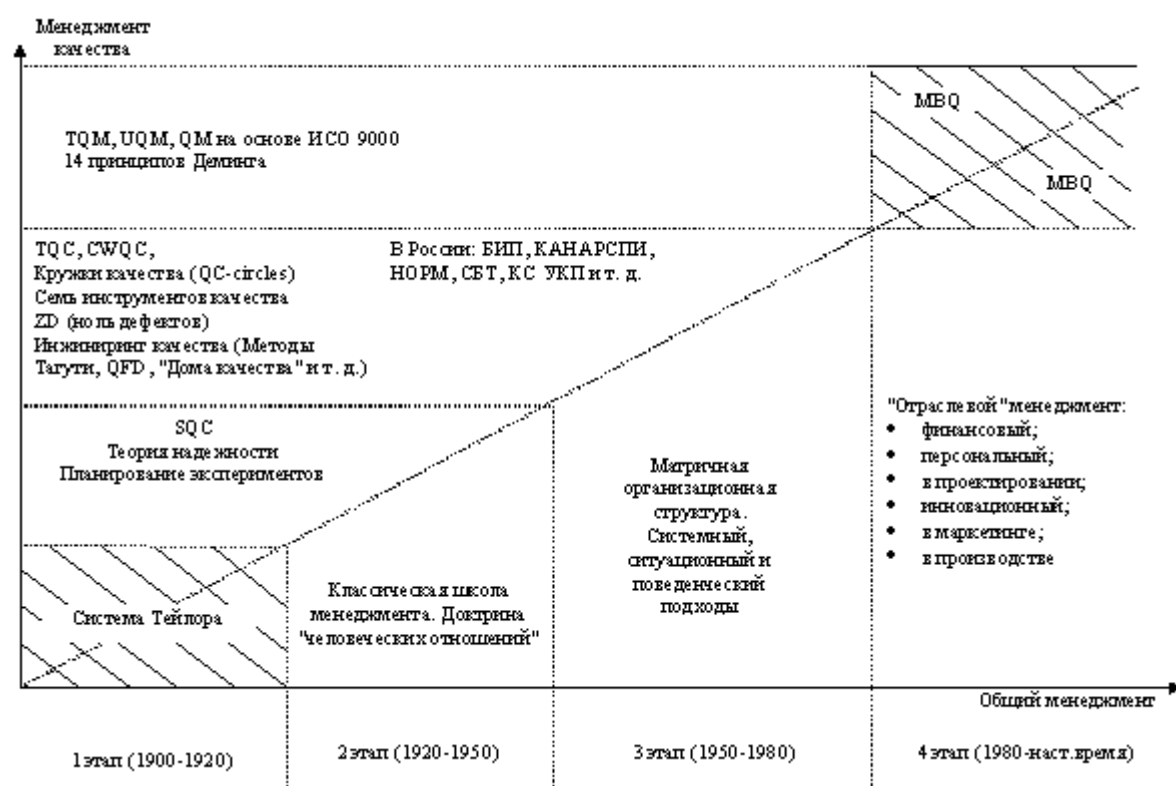 Менеджмент
качества
MBQ
TQM, UQM, QM на основе ИСО 9000
14 принципов Деминга
MBQ
TQC, CWQC,
Кружки качества (QC-circles)
Семь инструментов качества
ZD (ноль дефектов)
Инжиниринг качества (Методы
Тагути, QFD, "Дома качества" и т. д.)
В России: БИП, КАНАРСПИ,
НОРМ, СБТ, КС УКП и т. д.
SQC
Теория надежности
Планирование экспериментов
"Отраслевой" менеджмент:
• финансовый;
• персональный;
• в проектировании;
• инновационный;
• в маркетинге;
• в производстве
Матричная
организационная
структура.
Системный,
ситуационный и
поведенческий
подходы
Классическая школа
менеджмента. Доктрина
"человеческих отношений"
Система Тейлора
Общий менеджмент
1 этап (1900-1920)
2 этап (1920-1950)
3 этап (1950-1980)
4 этап (1980-наст.время)